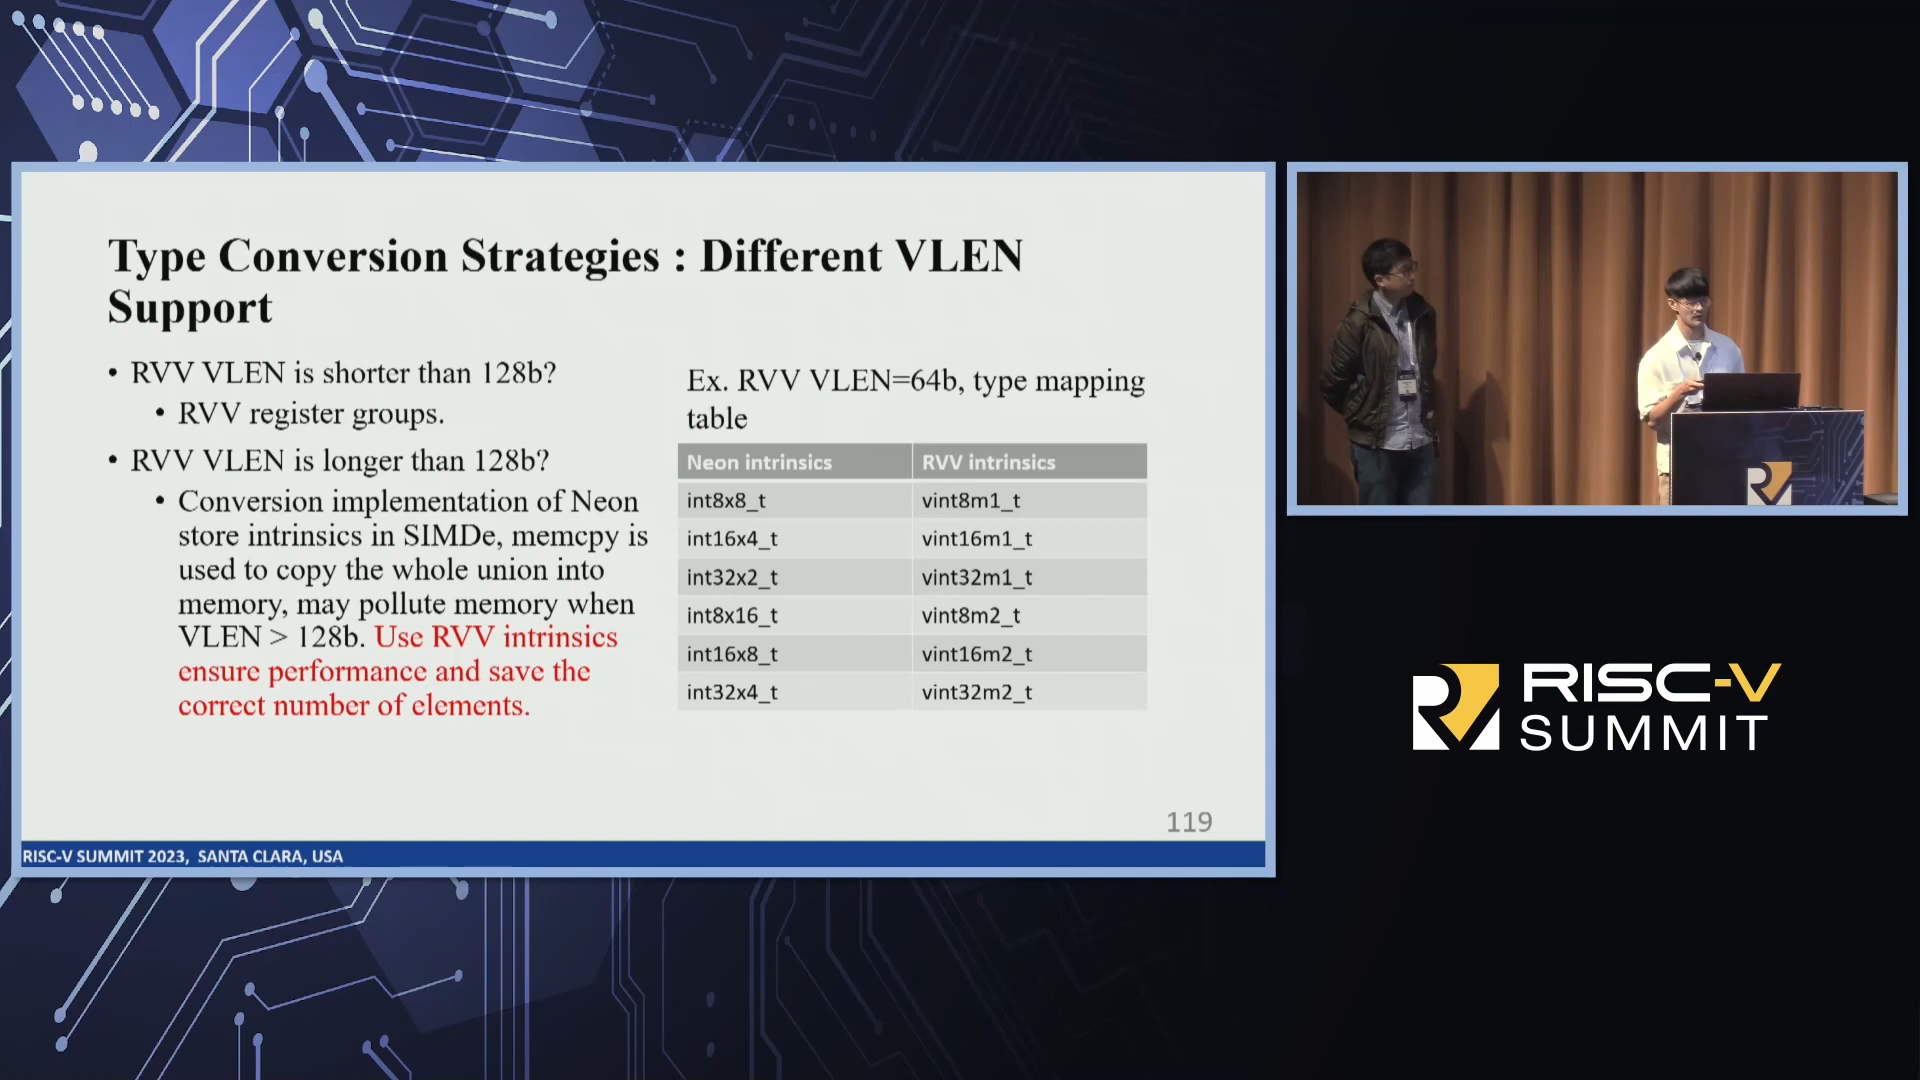 Type Conversion Strategies : Different VLEN
Support
• RVV VLEN is shorter than 128b?
• RVV register groups.
• RVV VLEN is longer than 128b?
• Conversion implementation of Neon
store intrinsics in SIMDe, memcpy is
used to copy the whole union into
memory, may pollute memory when
VLEN > 128b. Use RVV intrinsics
ensure performance and save the
correct number of elements.
Ex. RVV VLEN=64b, type mapping
table
Neon intrinsics RVV intrinsics
int8x8_t vint8m1_t
int16x4_t vint16m1_t
int32x2_t vint32m1_t
int8x16_t vint8m2_t
int16x8_t vint16m2_t
int32x4_t vint32m2_t
119
RISC-V SUMMIT 2023, SANTA CLARA, USA
RISC-V
SUMMIT